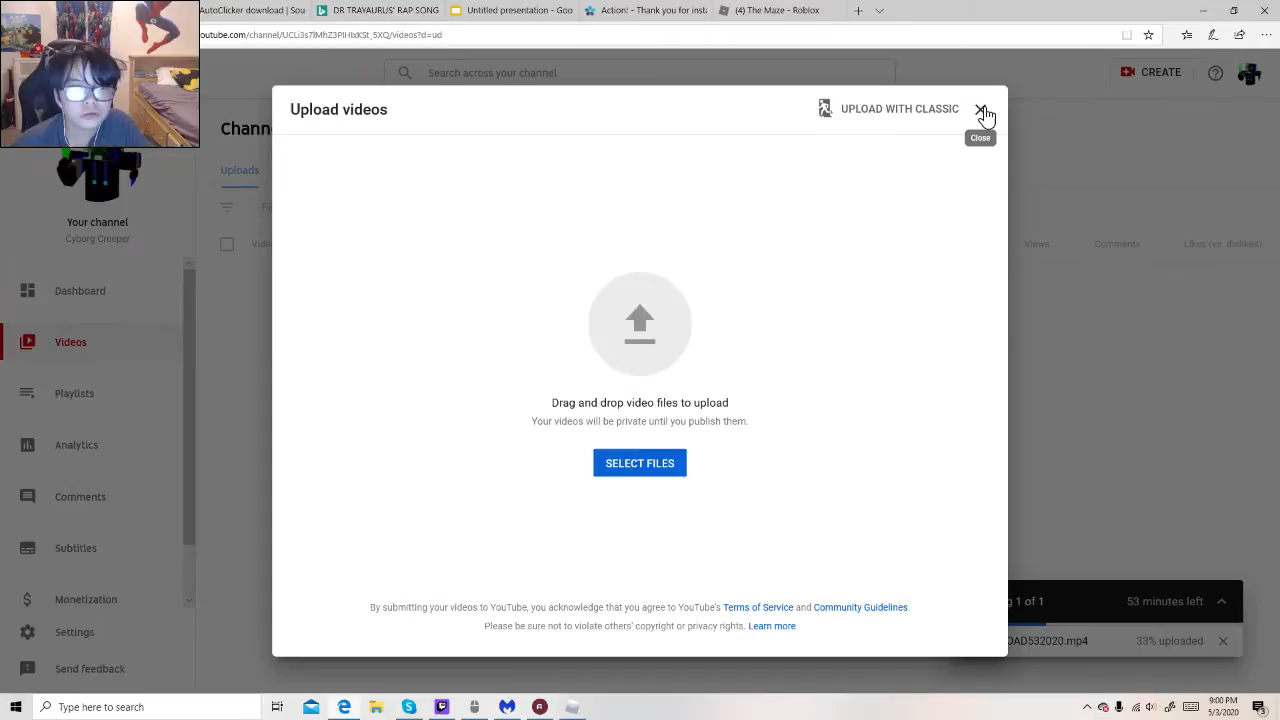 AutoClicker Downlo
DR TRAYAURUS' RAP SONG
Untitled Presentation - Goo
Action! - Thank you for inst
car roadblox - Roblox
outube.com/channel/UCLi3s7lMhZ3PIHIxKSt_5XQ/videos?d=ud
Search across your channel
CREATE
Upload videos
UPLOAD WITH CLASSIC
Close
Chann
Uploads
Your channel
Cyborg Creeper
Fil
Vide
Views
Comments
Likes (vs. dislikes)
Dashboard
Videos
Playlists
Analytics
Comments
Subtitles
Monetization
Settings
Send feedback
Drag and drop video files to upload
Your videos will be private until you publish them.
SELECT FILES
By submitting your videos to YouTube, you acknowledge that you agree to YouTube's Terms of Service and Community Guidelines.
Please be sure not to violate others' copyright or privacy rights. Learn more
g 1 of 1
53 minutes left
OAD532020.mp4
33% uploaded
Type here to search
9:00 PM
5/3/2020